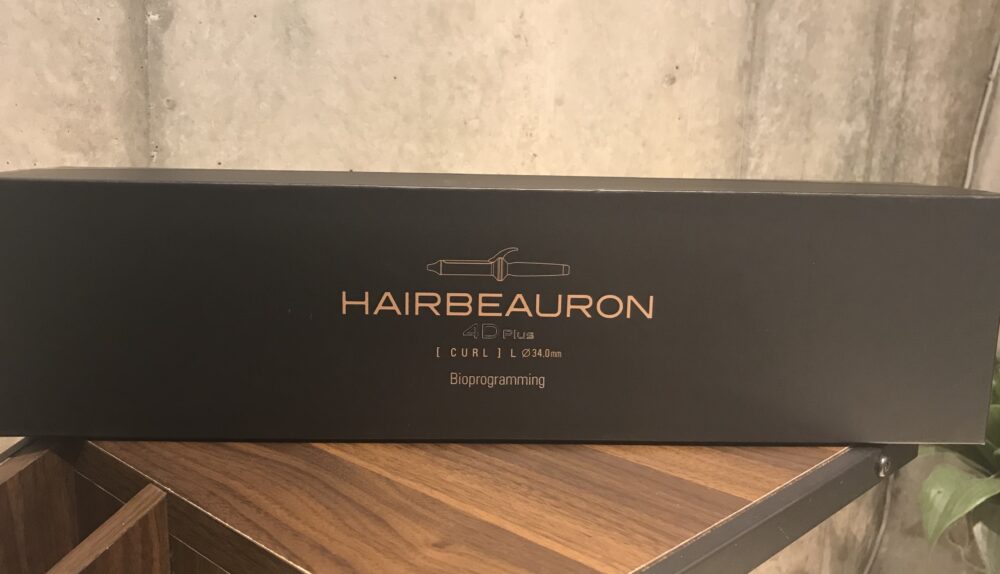 HAIRBEAURON
4D Plus
[ CURL ] L ∅34.0mm
Bioprogramming